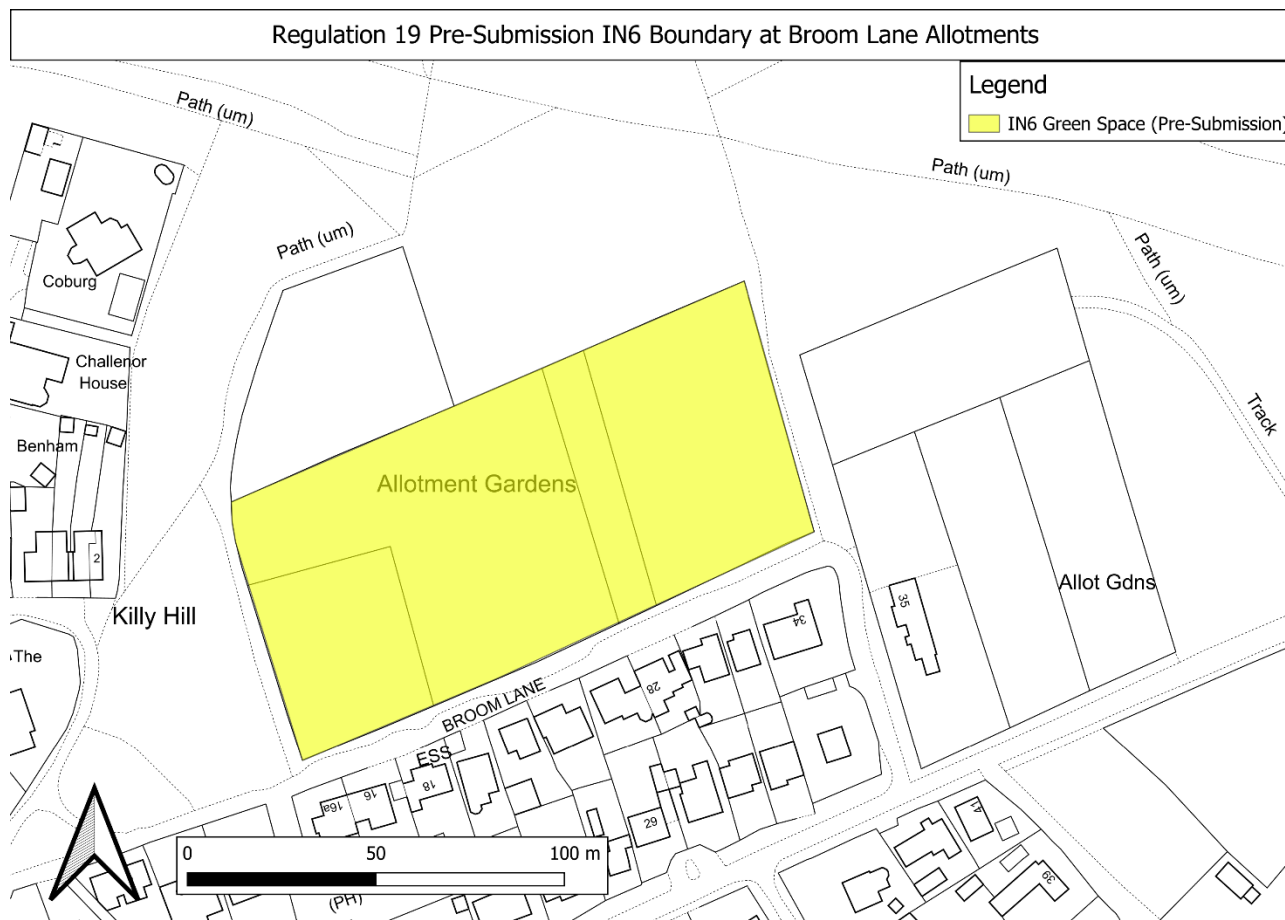 Regulation 19 Pre-Submission IN6 Boundary at Broom Lane Allotments
Legend
IN6 Green Space (Pre-Submission)
Path (um)
Path (um)
Path (um)
Path (um)
Coburg
Challenor
House
Benham
2
Killy Hill
The
Allotment Gardens
Track
Allot Gdns
35
34
28
BROOM LANE
ESS
18
16
16a
29
41
39
(PH)
0
50
100 m